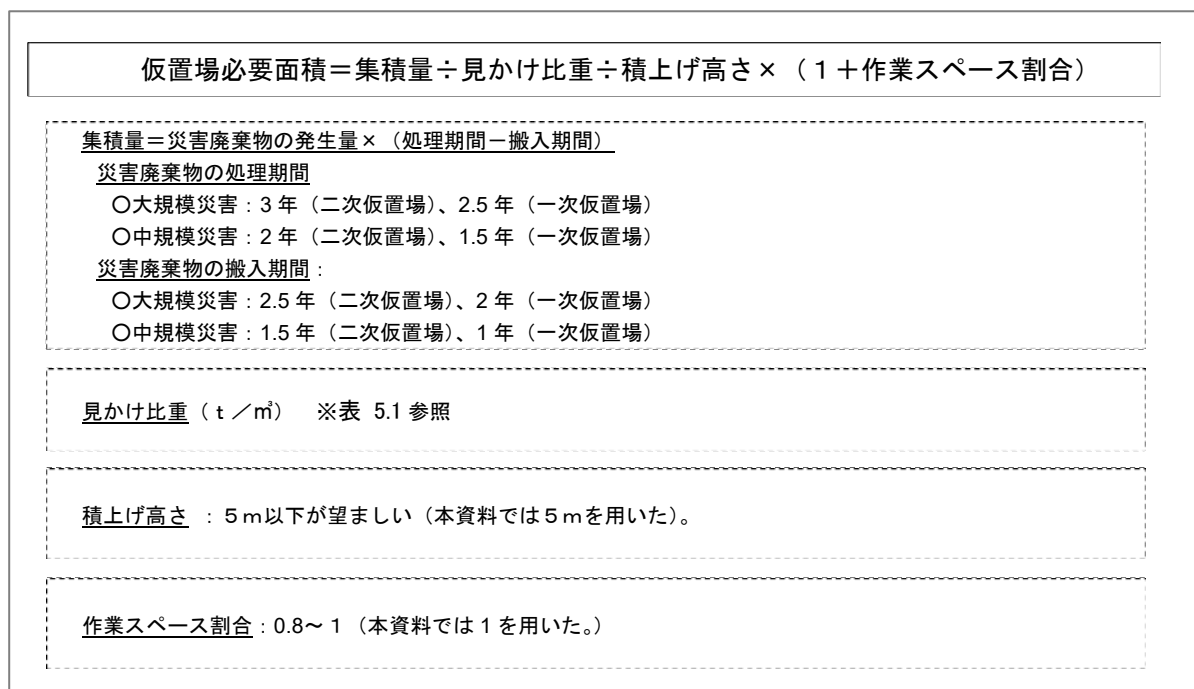 仮置場必要面積＝集積量÷見かけ比重÷積上げ高さ×（１＋作業スペース割合）
集積量＝災害廃棄物の発生量×（処理期間－搬入期間）
災害廃棄物の処理期間
〇大規模災害：3 年（二次仮置場）、2.5 年（一次仮置場）
〇中規模災害：2 年（二次仮置場）、1.5 年（一次仮置場）
災害廃棄物の搬入期間：
〇大規模災害：2.5 年（二次仮置場）、2 年（一次仮置場）
〇中規模災害：1.5 年（二次仮置場）、1 年（一次仮置場）
見かけ比重（ｔ／㎥）　※表 5.1 参照
積上げ高さ ：５ｍ以下が望ましい（本資料では５ｍを用いた）。
作業スペース割合：0.8～１（本資料では１を用いた。）